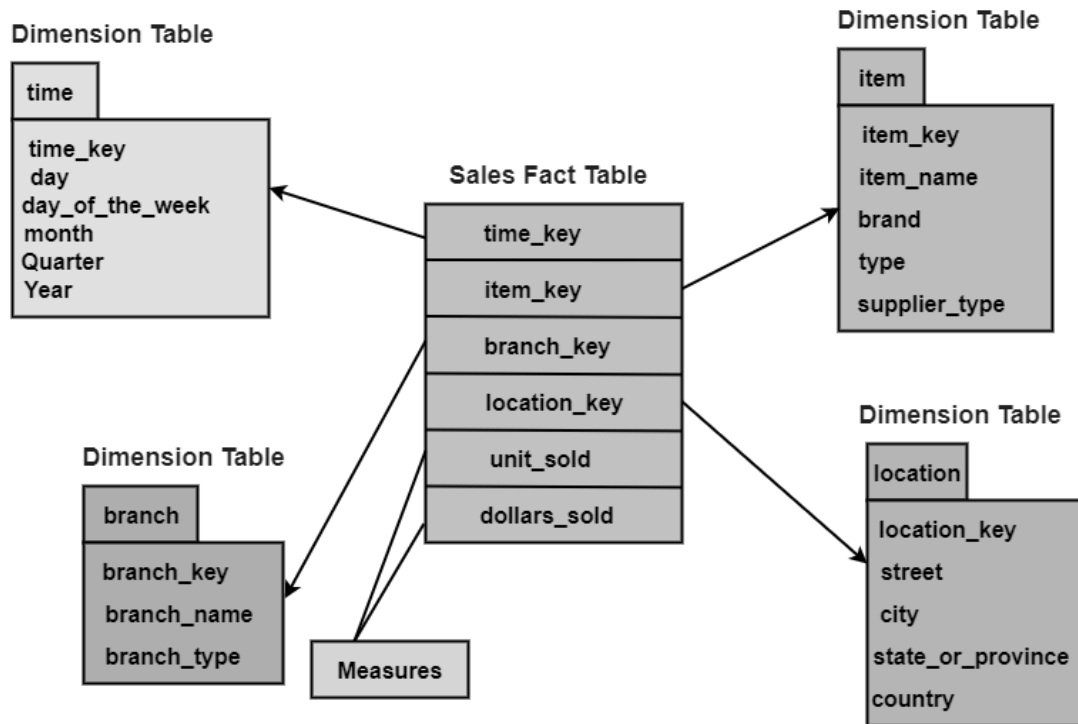 Dimension Table
time
time_key
day
day_of_the_week
month
Quarter
Year
Sales Fact Table
time_key
item_key
branch_key
location_key
unit_sold
dollars_sold
Dimension Table
item
item_key
item_name
brand
type
supplier_type
Dimension Table
branch
branch_key
branch_name
branch_type
Measures
Dimension Table
location
location_key
street
city
state_or_province
country